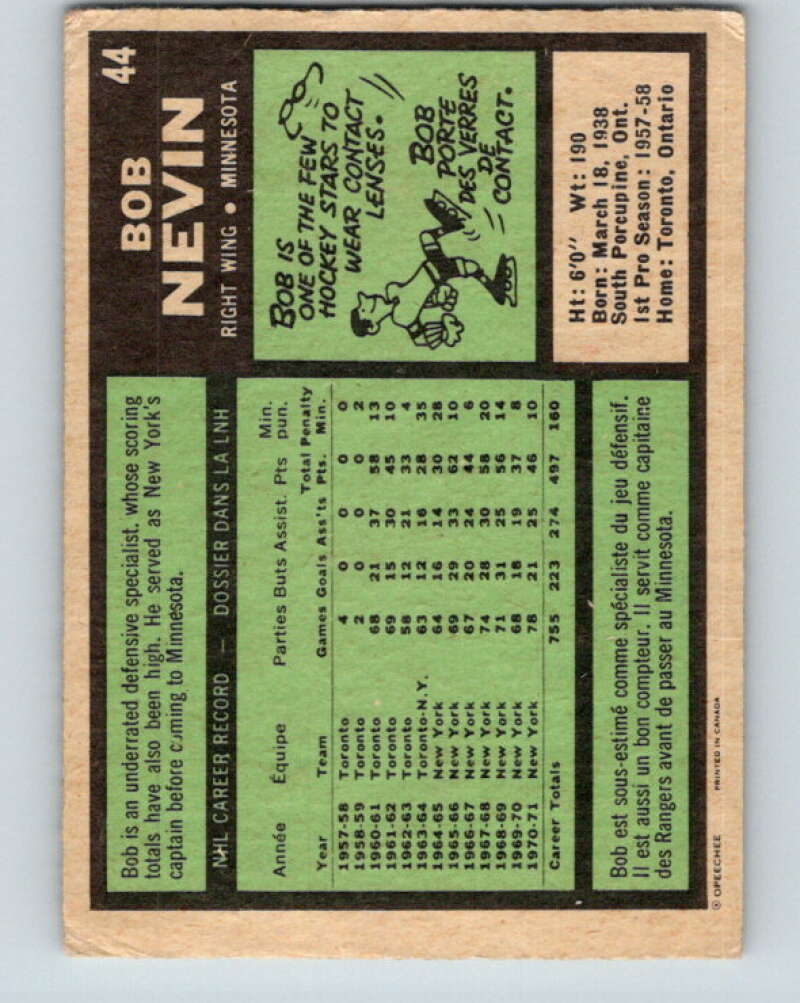 44
BOB
NEVIN
RIGHT WING • MINNESOTA
Bob is an underrated defensive specialist. whose scoring
totals have also been high. He served as New York's
captain before coming to Minnesota.
NHL CAREER RECORD — DOSSIER DANS LA LNH
Année Équipe Parties Buts Assist. Pts Min. pun.
Year Team Games Goals Ass'ts Total Pts. Penalty Min.
1957-58 Toronto 4 0 0 0 0
1958-59 Toronto 2 0 0 0 2
1960-61 Toronto 68 21 37 58 13
1961-62 Toronto 69 15 30 45 10
1962-63 Toronto 58 12 21 33 4
1963-64 Toronto-N.Y. 63 12 16 28 35
1964-65 New York 64 16 14 30 28
1965-66 New York 69 29 33 62 10
1966-67 New York 67 20 24 44 6
1967-68 New York 74 28 30 58 20
1968-69 New York 71 31 25 56 14
1969-70 New York 68 18 19 37 8
1970-71 New York 78 21 25 46 10
Career Totals 755 223 274 497 160
Bob est sous-estimé comme spécialiste du jeu défensif.
Il est aussi un bon compteur. Il servit comme capitaine
des Rangers avant de passer au Minnesota.
BOB IS
ONE OF THE FEW
HOCKEY STARS TO
WEAR CONTACT
LENSES.
BOB
PORTE
DES VERRES
DE
CONTACT.
Ht: 6'0" Wt: 190
Born: March 18, 1938
South Porcupine, Ont.
1st Pro Season: 1957-58
Home: Toronto, Ontario
© OPEECHEE PRINTED IN CANADA